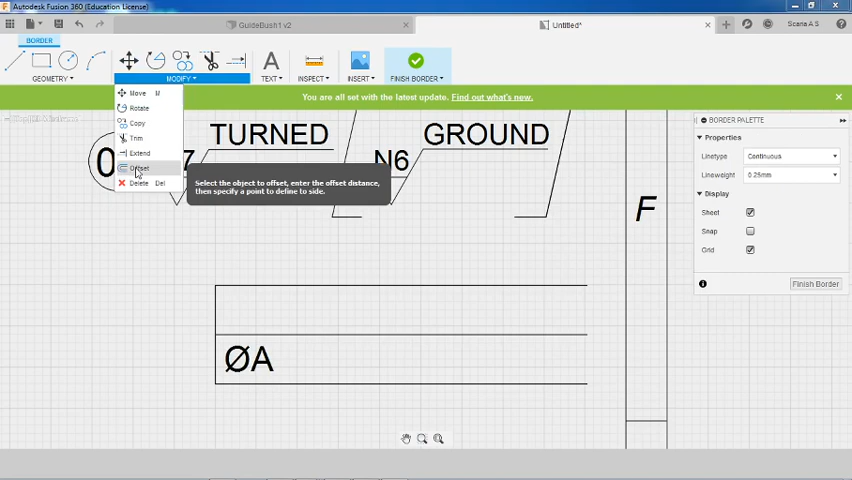 Autodesk Fusion 360 (Education License)
GuideBush1 v2
Untitled*
Scaria A S
BORDER
GEOMETRY
MODIFY
TEXT
INSPECT
INSERT
FINISH BORDER
You are all set with the latest update. Find out what's new.
Move M
Rotate
Copy
Trim
Extend
Offset
Delete Del
Select the object to offset, enter the offset distance,
then specify a point to define to side.
0
7
TURNED
N6
GROUND
F
ØA
BORDER PALETTE
Properties
Linetype Continuous
Lineweight 0.25mm
Display
Sheet
Snap
Grid
Finish Border